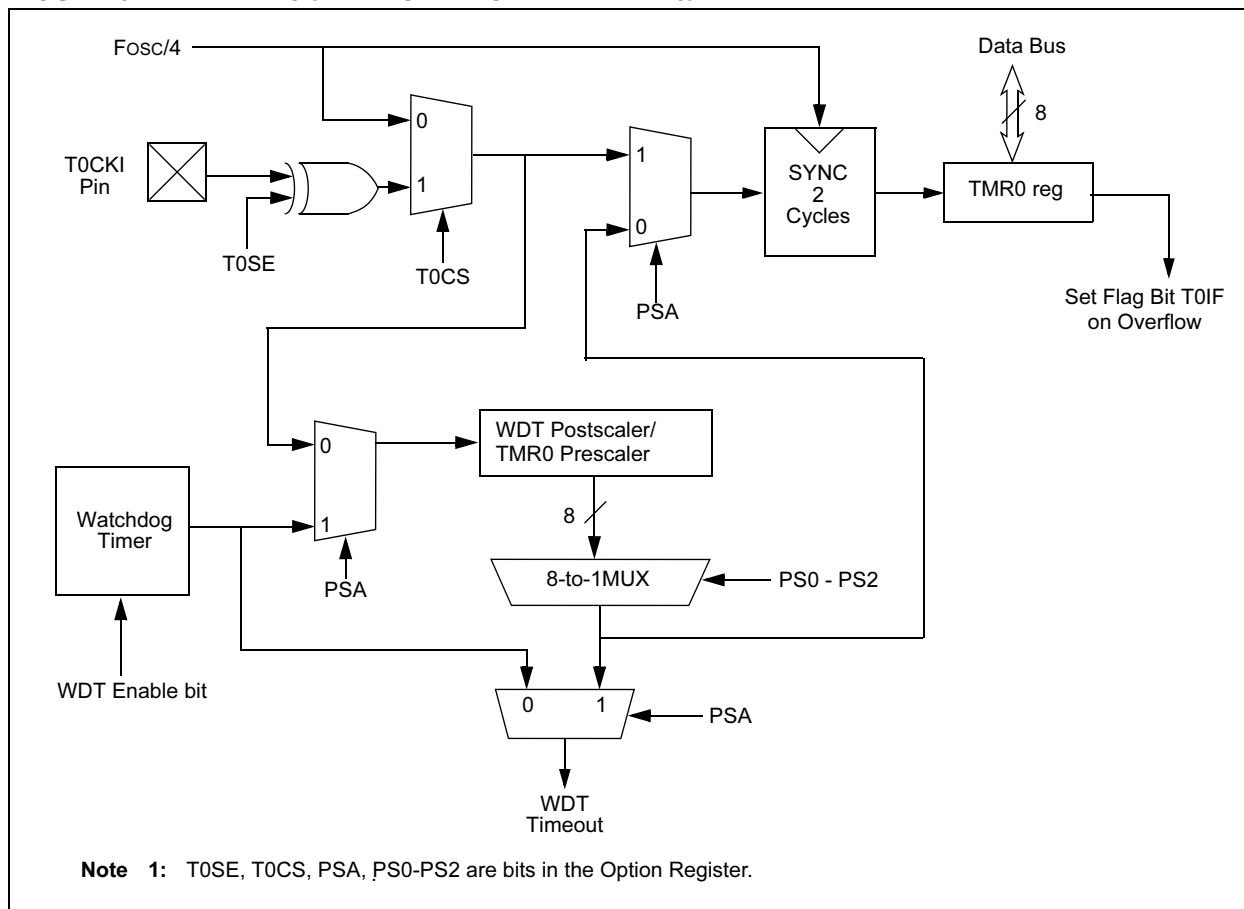 Fosc/4
Data Bus
8
0
T0CKI
Pin
1
1
SYNC
2
Cycles
TMR0 reg
0
T0SE
T0CS
PSA
Set Flag Bit T0IF
on Overflow
0
WDT Postscaler/
TMR0 Prescaler
Watchdog
Timer
1
8
PSA
8-to-1MUX
PS0 - PS2
WDT Enable bit
0
1
PSA
WDT
Timeout
Note 1: T0SE, T0CS, PSA, PS0-PS2 are bits in the Option Register.